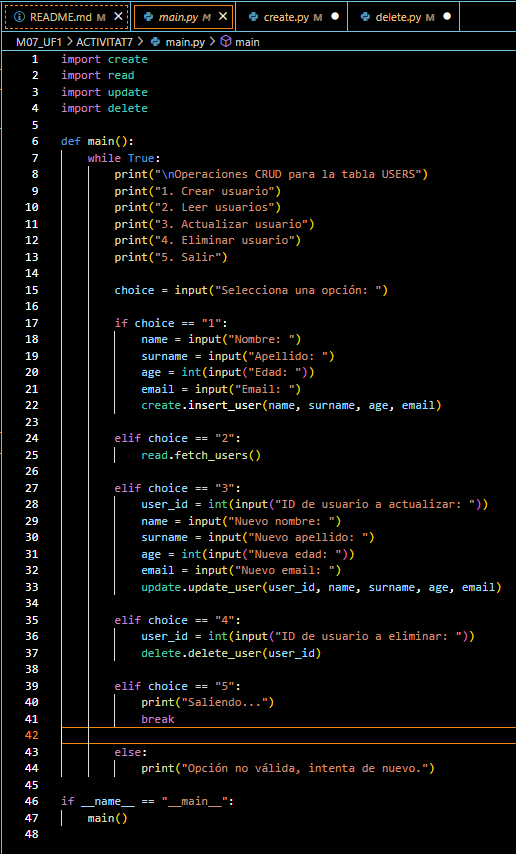 README.md M main.py M create.py M delete.py M
M07_UF1 > ACTIVITAT7 > main.py > main
1 import create
2 import read
3 import update
4 import delete
5
6 def main():
7 while True:
8 print("\nOperaciones CRUD para la tabla USERS")
9 print("1. Crear usuario")
10 print("2. Leer usuarios")
11 print("3. Actualizar usuario")
12 print("4. Eliminar usuario")
13 print("5. Salir")
14
15 choice = input("Selecciona una opción: ")
16
17 if choice == "1":
18 name = input("Nombre: ")
19 surname = input("Apellido: ")
20 age = int(input("Edad: "))
21 email = input("Email: ")
22 create.insert_user(name, surname, age, email)
23
24 elif choice == "2":
25 read.fetch_users()
26
27 elif choice == "3":
28 user_id = int(input("ID de usuario a actualizar: "))
29 name = input("Nuevo nombre: ")
30 surname = input("Nuevo apellido: ")
31 age = int(input("Nueva edad: "))
32 email = input("Nuevo email: ")
33 update.update_user(user_id, name, surname, age, email)
34
35 elif choice == "4":
36 user_id = int(input("ID de usuario a eliminar: "))
37 delete.delete_user(user_id)
38
39 elif choice == "5":
40 print("Saliendo...")
41 break
42
43 else:
44 print("Opción no válida, intenta de nuevo.")
45
46 if __name__ == "__main__":
47 main()
48